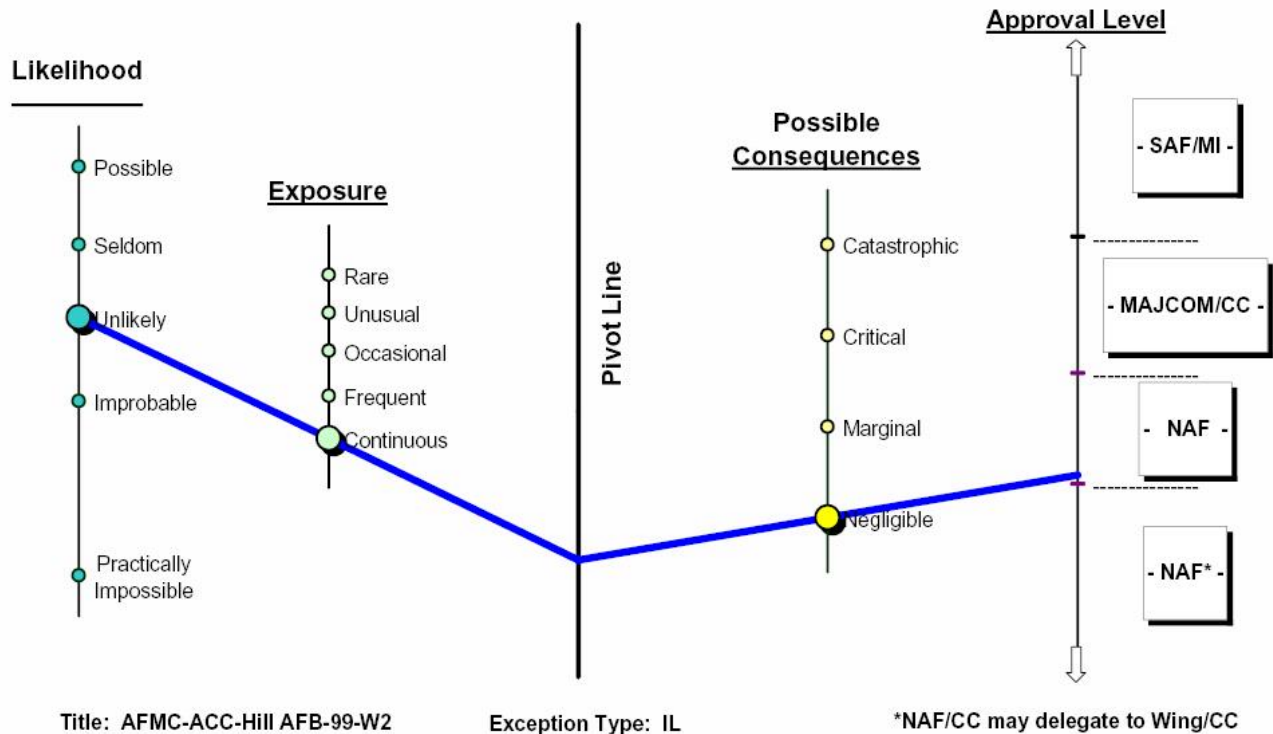 Approval Level
Likelihood
Possible
Consequences
- SAF/MI -
Possible
Exposure
Seldom
Catastrophic
Rare
Unlikely
Unusual
Pivot Line
- MAJCOM/CC -
Occasional
Critical
Improbable
Frequent
Continuous
Marginal
- NAF -
Negligible
Practically
Impossible
- NAF* -
Title: AFMC-ACC-Hill AFB-99-W2
Exception Type: IL
*NAF/CC may delegate to Wing/CC